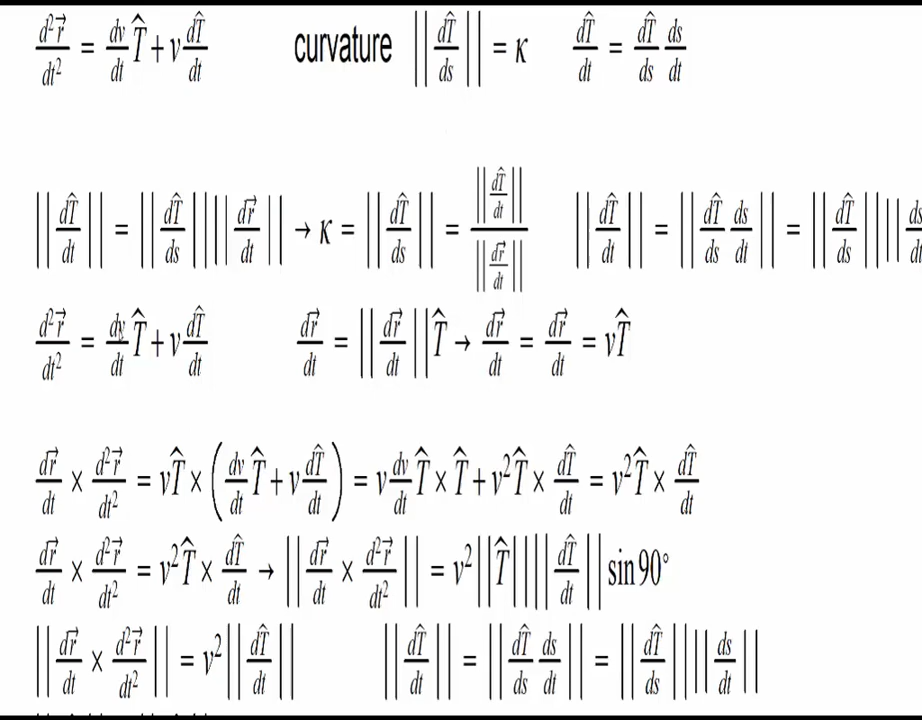 d²r⃗/dt² = dv/dt T̂ + v dT̂/dt    curvature ||dT̂/ds|| = κ    dT̂/dt = dT̂/ds ds/dt
||dT̂/dt|| = ||dT̂/ds|| ||dr⃗/dt|| → κ = ||dT̂/ds|| = ||dT̂/dt|| / ||dr⃗/dt||    ||dT̂/dt|| = ||dT̂/ds ds/dt|| = ||dT̂/ds|| ||ds/dt
d²r⃗/dt² = dv/dt T̂ + v dT̂/dt    dr⃗/dt = ||dr⃗/dt|| T̂ → dr⃗/dt = dr⃗/dt = vT̂
dr⃗/dt × d²r⃗/dt² = vT̂ × (dv/dt T̂ + v dT̂/dt) = v dv/dt T̂ × T̂ + v²T̂ × dT̂/dt = v²T̂ × dT̂/dt
dr⃗/dt × d²r⃗/dt² = v²T̂ × dT̂/dt → ||dr⃗/dt × d²r⃗/dt²|| = v²||T̂|| ||dT̂/dt|| sin 90°
||dr⃗/dt × d²r⃗/dt²|| = v²||dT̂/dt||    ||dT̂/dt|| = ||dT̂/ds ds/dt|| = ||dT̂/ds|| ||ds/dt||